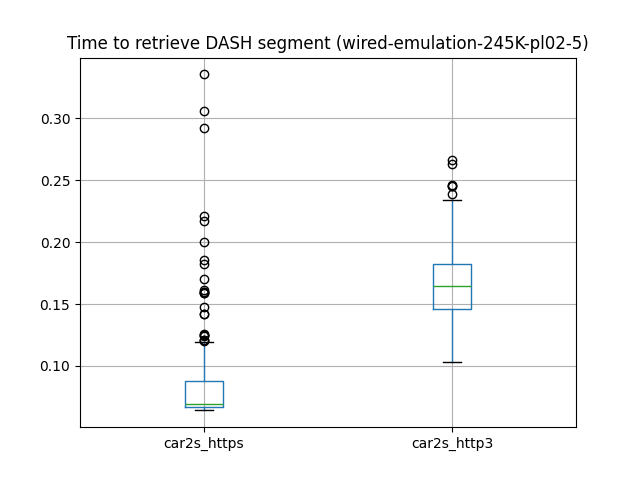 Time to retrieve DASH segment (wired-emulation-245K-pl02-5)
0.30
0.25
0.20
0.15
0.10
car2s_https
car2s_http3